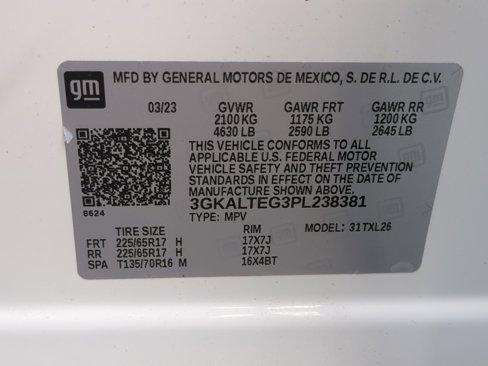 gm
MFD BY GENERAL MOTORS DE MEXICO, S. DE R.L. DE C.V.
03/23 GVWR GAWR FRT GAWR RR
2100 KG 1175 KG 1200 KG
4630 LB 2590 LB 2645 LB
THIS VEHICLE CONFORMS TO ALL
APPLICABLE U.S. FEDERAL MOTOR
VEHICLE SAFETY AND THEFT PREVENTION
STANDARDS IN EFFECT ON THE DATE OF
MANUFACTURE SHOWN ABOVE.
8624 3GKALTEG3PL238381
TYPE: MPV
TIRE SIZE RIM MODEL: 31TXL26
FRT 225/65R17 H 17X7J
RR 225/65R17 H 17X7J
SPA T135/70R16 M 16X4BT